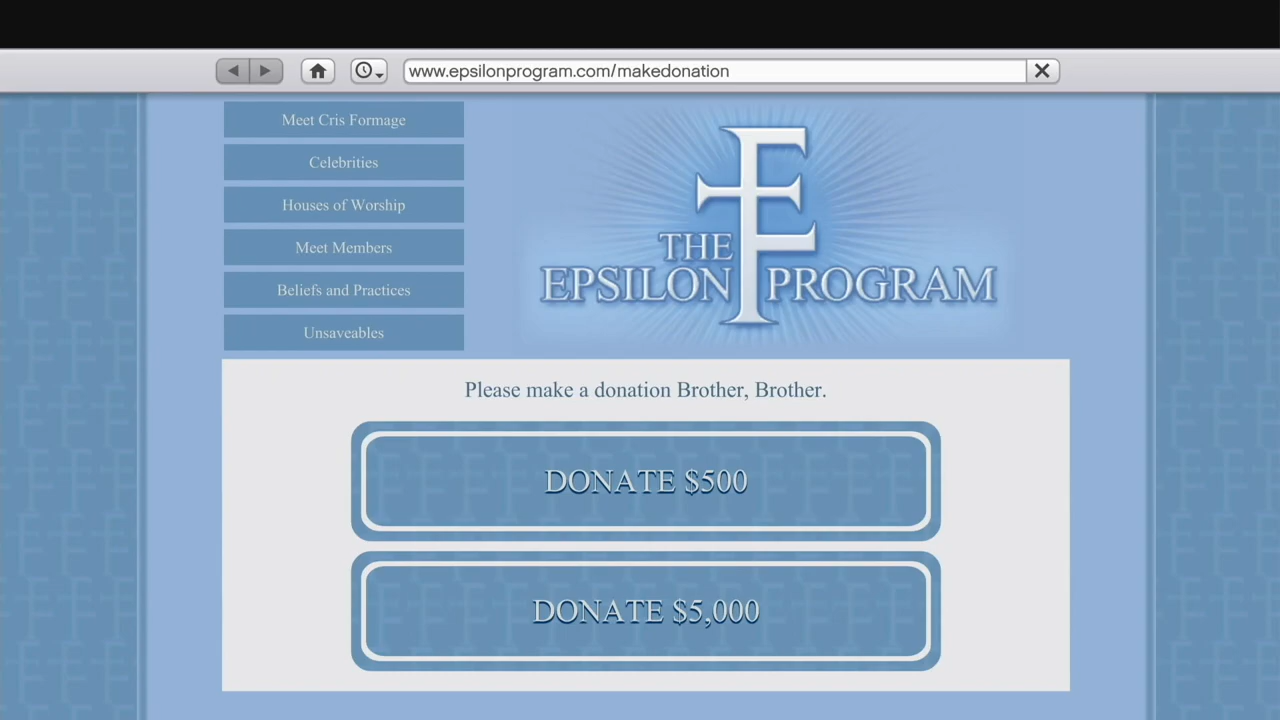 www.epsilonprogram.com/makedonation
Meet Cris Formage
Celebrities
Houses of Worship
Meet Members
Beliefs and Practices
Unsaveables
THE
EPSILON PROGRAM
Please make a donation Brother, Brother.
DONATE $500
DONATE $5,000